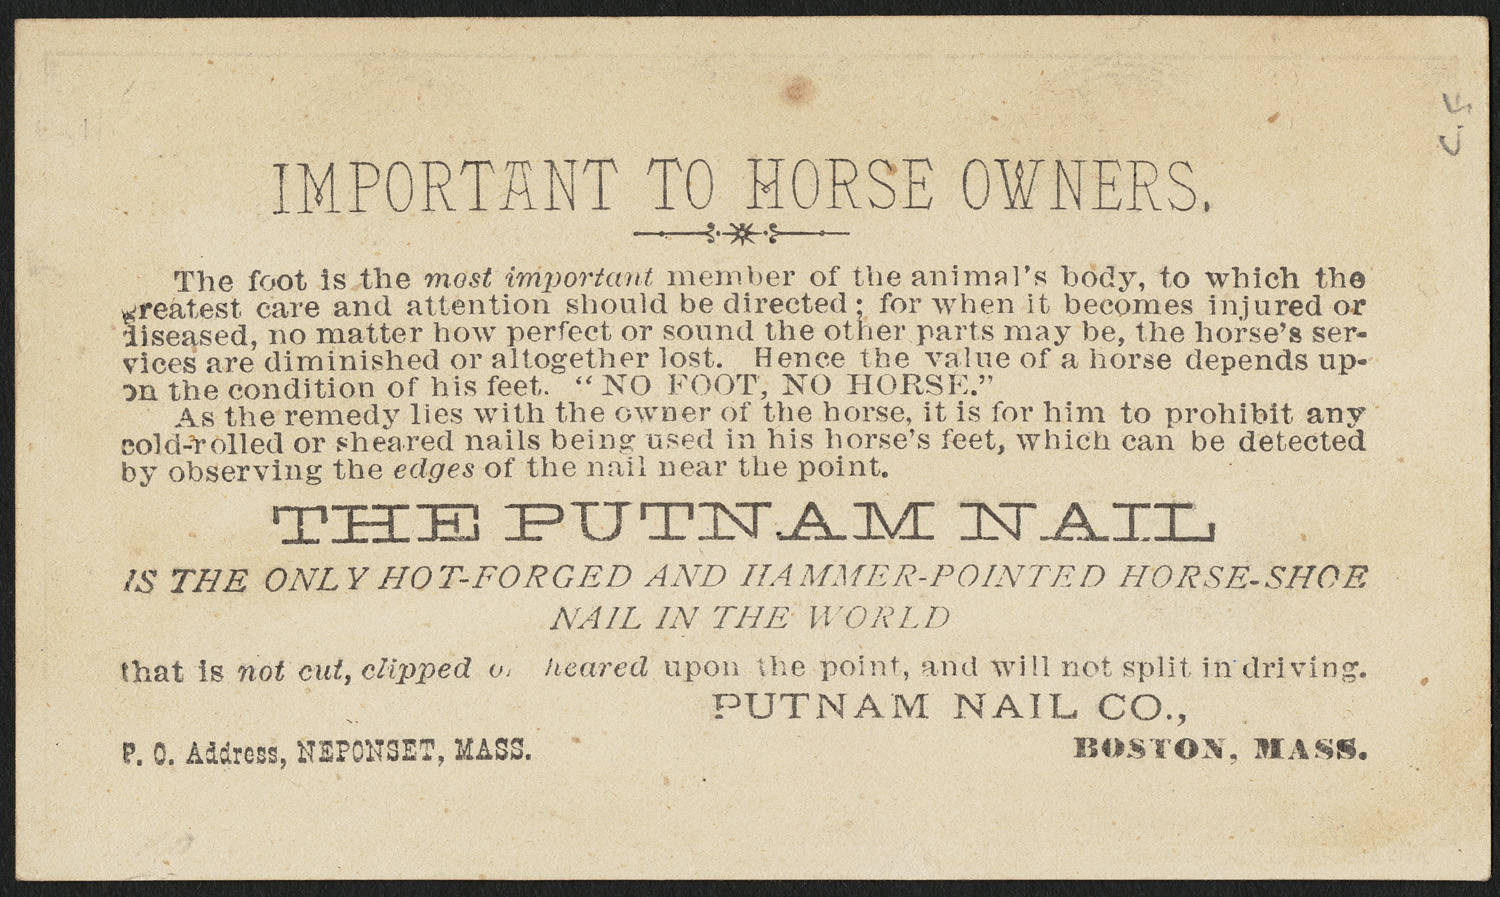 IMPORTANT TO HORSE OWNERS.
The foot is the most important member of the animal's body, to which the
greatest care and attention should be directed; for when it becomes injured or
diseased, no matter how perfect or sound the other parts may be, the horse's ser-
vices are diminished or altogether lost. Hence the value of a horse depends up-
on the condition of his feet. "NO FOOT, NO HORSE."
As the remedy lies with the owner of the horse, it is for him to prohibit any
cold-rolled or sheared nails being used in his horse's feet, which can be detected
by observing the edges of the nail near the point.
THE PUTNAM NAIL
IS THE ONLY HOT-FORGED AND HAMMER-POINTED HORSE-SHOE
NAIL IN THE WORLD
that is not cut, clipped or sheared upon the point, and will not split in driving.
PUTNAM NAIL CO.,
P. O. Address, NEPONSET, MASS. BOSTON, MASS.